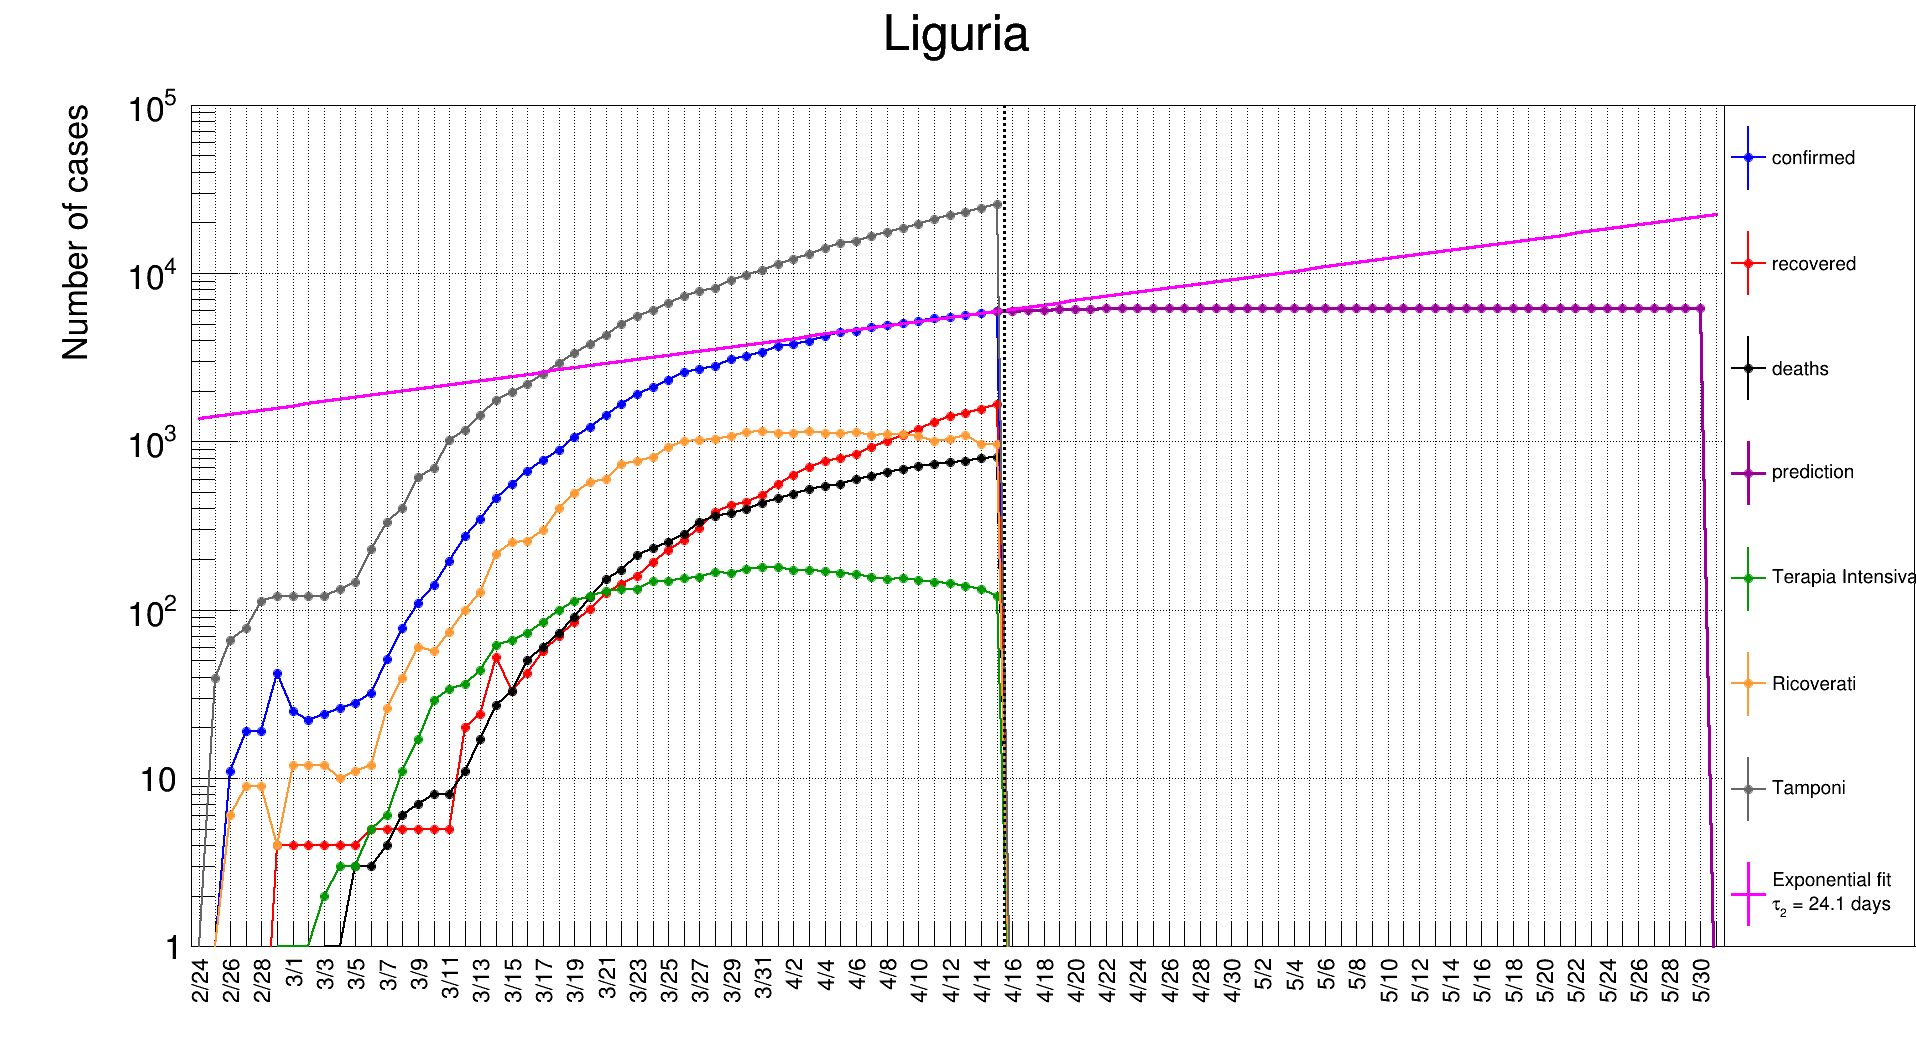 Liguria
Number of cases
10^5
10^4
10^3
10^2
10
1
2/24 2/26 2/28 3/1 3/3 3/5 3/7 3/9 3/11 3/13 3/15 3/17 3/19 3/21 3/23 3/25 3/27 3/29 3/31 4/2 4/4 4/6 4/8 4/10 4/12 4/14 4/16 4/18 4/20 4/22 4/24 4/26 4/28 4/30 5/2 5/4 5/6 5/8 5/10 5/12 5/14 5/16 5/18 5/20 5/22 5/24 5/26 5/28 5/30
confirmed
recovered
deaths
prediction
Terapia Intensiva
Ricoverati
Tamponi
Exponential fit
τ_2 = 24.1 days